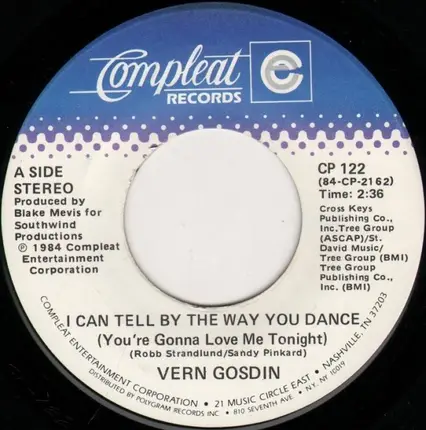 Compleat
RECORDS
A SIDE
STEREO
Produced by
Blake Mevis for
Southwind
Productions
℗ 1984 Compleat
Entertainment
Corporation
CP 122
(84-CP-2162)
Time: 2:36
Cross Keys
Publishing Co.,
Inc.Tree Group
(ASCAP)/St.
David Music/
Tree Group (BMI)
Tree Group
Publishing Co.,
Inc. (BMI)
I CAN TELL BY THE WAY YOU DANCE
(You're Gonna Love Me Tonight)
(Robb Strandlund/Sandy Pinkard)
VERN GOSDIN
COMPLEAT ENTERTAINMENT CORPORATION • 21 MUSIC CIRCLE EAST • NASHVILLE, TN 37203
DISTRIBUTED BY POLYGRAM RECORDS INC • 810 SEVENTH AVE. • NY, NY 10019